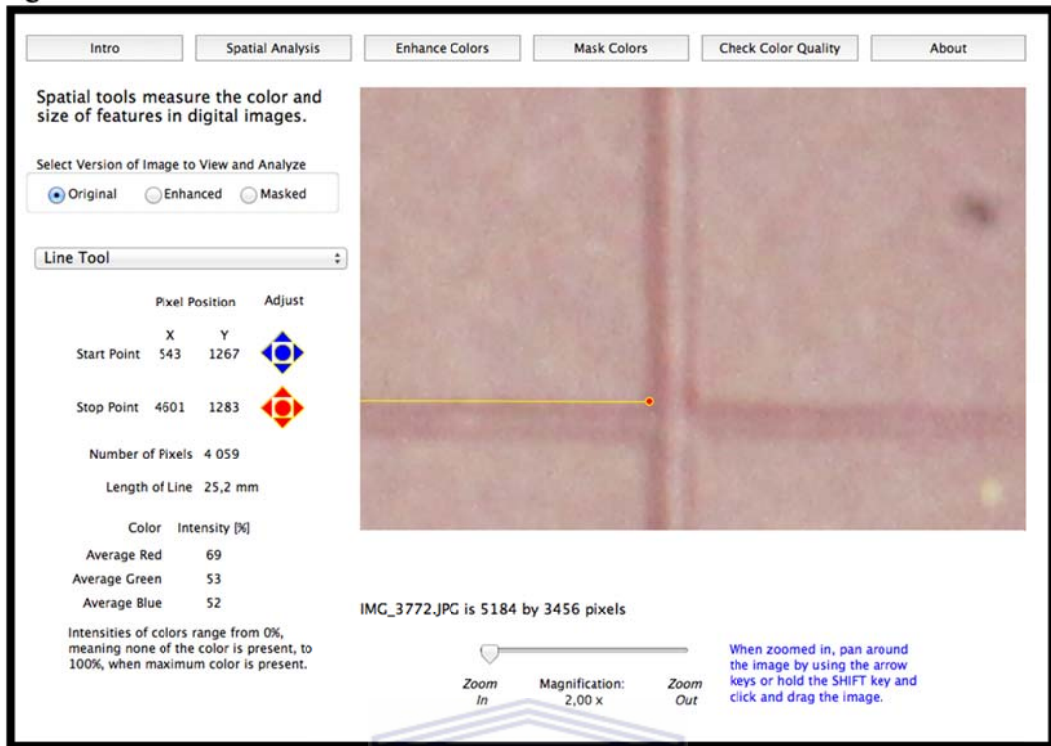 Intro Spatial Analysis Enhance Colors Mask Colors Check Color Quality About
Spatial tools measure the color and
size of features in digital images.
Select Version of Image to View and Analyze
Original Enhanced Masked
Line Tool
Pixel Position Adjust
X Y
Start Point 543 1267
Stop Point 4601 1283
Number of Pixels 4 059
Length of Line 25,2 mm
Color Intensity [%]
Average Red 69
Average Green 53
Average Blue 52
Intensities of colors range from 0%,
meaning none of the color is present, to
100%, when maximum color is present.
IMG_3772.JPG is 5184 by 3456 pixels
Zoom In
Magnification: 2,00 x
Zoom Out
When zoomed in, pan around
the image by using the arrow
keys or hold the SHIFT key and
click and drag the image.